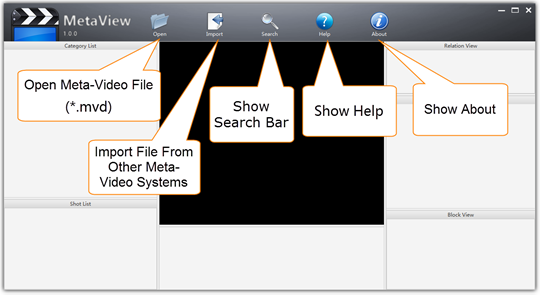 MetaView
1.0.0
Open
Import
Search
Help
About
Category List
Relation View
Open Meta-Video File
(*.mvd)
Show
Search Bar
Show Help
Show About
Import File From
Other Meta-
Video Systems
Shot List
Block View